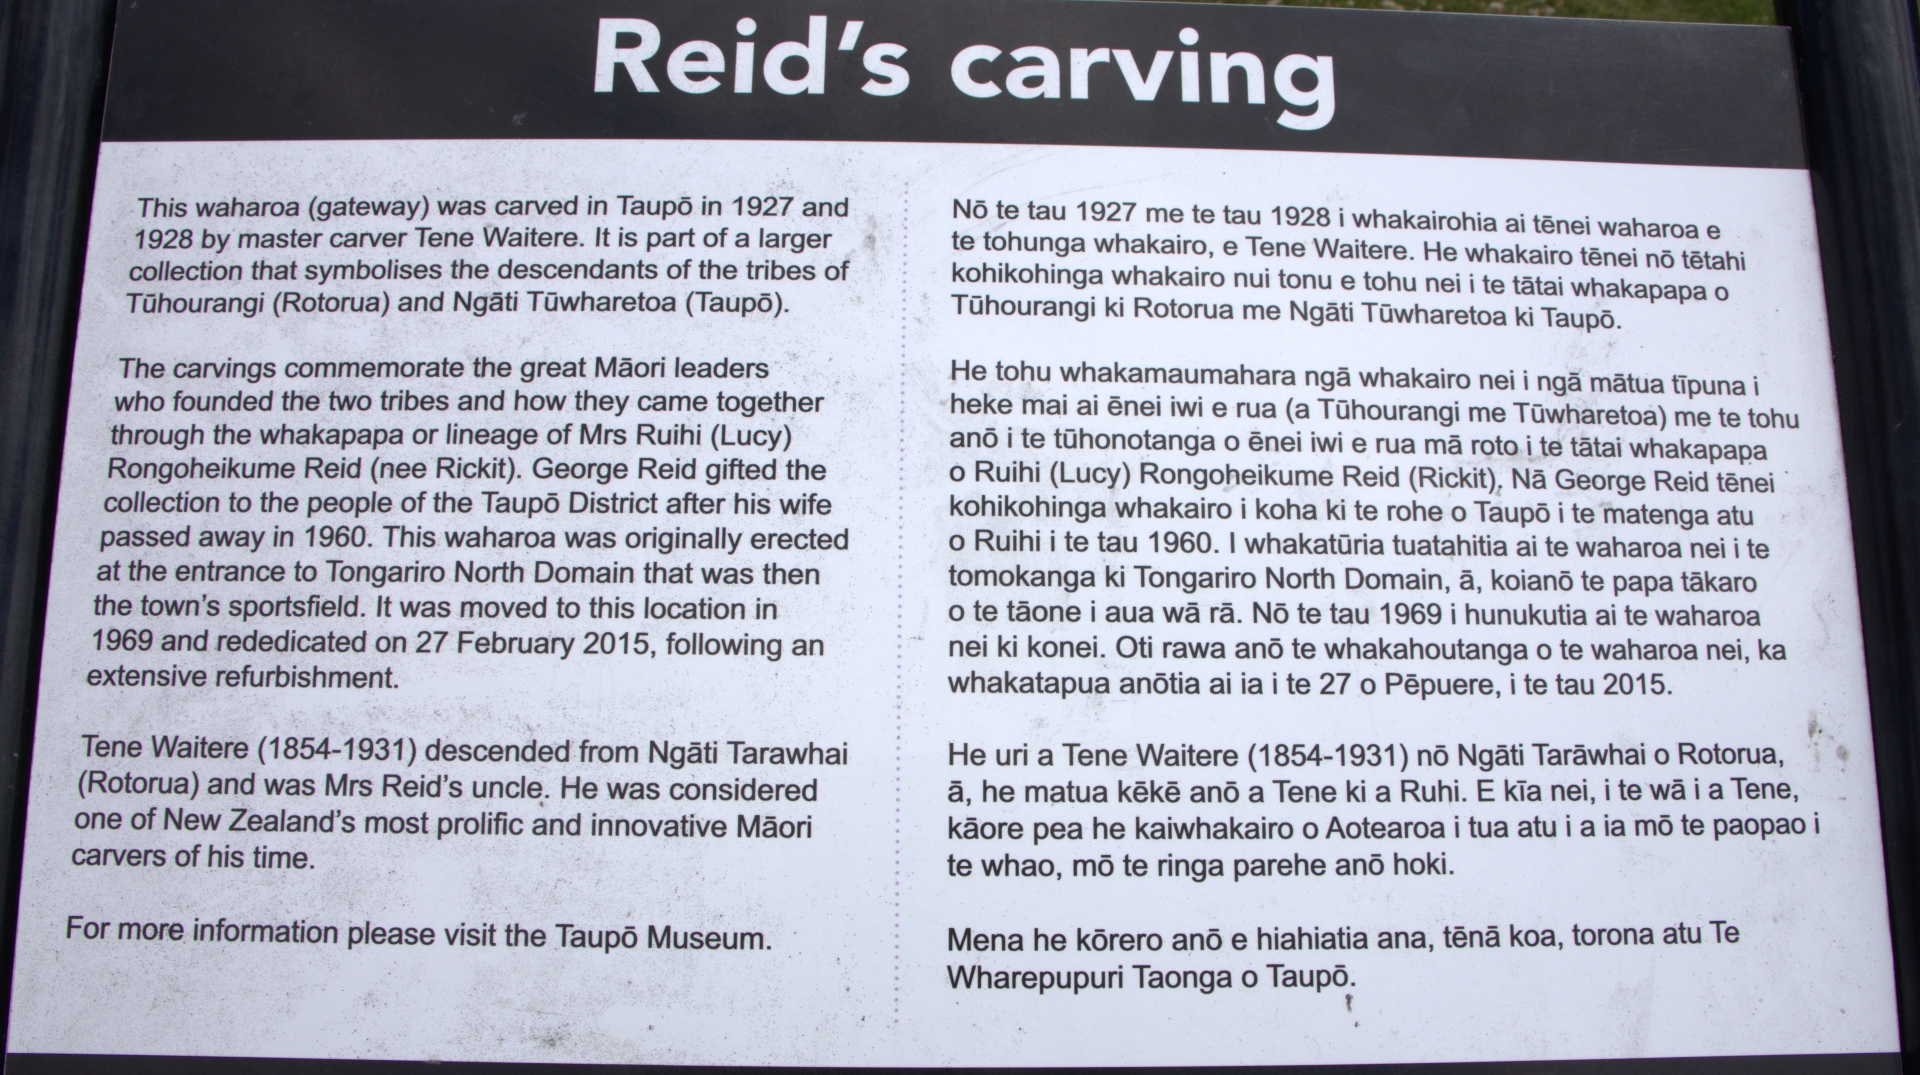 Reid's carving
This waharoa (gateway) was carved in Taupō in 1927 and
1928 by master carver Tene Waitere. It is part of a larger
collection that symbolises the descendants of the tribes of
Tūhourangi (Rotorua) and Ngāti Tūwharetoa (Taupō).
The carvings commemorate the great Māori leaders
who founded the two tribes and how they came together
through the whakapapa or lineage of Mrs Ruihi (Lucy)
Rongoheikume Reid (nee Rickit). George Reid gifted the
collection to the people of the Taupō District after his wife
passed away in 1960. This waharoa was originally erected
at the entrance to Tongariro North Domain that was then
the town's sportsfield. It was moved to this location in
1969 and rededicated on 27 February 2015, following an
extensive refurbishment.
Tene Waitere (1854-1931) descended from Ngāti Tarawhai
(Rotorua) and was Mrs Reid's uncle. He was considered
one of New Zealand's most prolific and innovative Māori
carvers of his time.
For more information please visit the Taupō Museum.
Nō te tau 1927 me te tau 1928 i whakairohia ai tēnei waharoa e
te tohunga whakairo, e Tene Waitere. He whakairo tēnei nō tētahi
kohikohinga whakairo nui tonu e tohu nei i te tātai whakapapa o
Tūhourangi ki Rotorua me Ngāti Tūwharetoa ki Taupō.
He tohu whakamaumahara ngā whakairo nei i ngā mātua tīpuna i
heke mai ai ēnei iwi e rua (a Tūhourangi me Tūwharetoa) me te tohu
anō i te tūhonotanga o ēnei iwi e rua mā roto i te tātai whakapapa
o Ruihi (Lucy) Rongoheikume Reid (Rickit). Nā George Reid tēnei
kohikohinga whakairo i koha ki te rohe o Taupō i te matenga atu
o Ruihi i te tau 1960. I whakatūria tuatahitia ai te waharoa nei i te
tomokanga ki Tongariro North Domain, ā, koianō te papa tākaro
o te tāone i aua wā rā. Nō te tau 1969 i hunukutia ai te waharoa
nei ki konei. Oti rawa anō te whakahoutanga o te waharoa nei, ka
whakatapua anōtia ai ia i te 27 o Pēpuere, i te tau 2015.
He uri a Tene Waitere (1854-1931) nō Ngāti Tarāwhai o Rotorua,
ā, he matua kēkē anō a Tene ki a Ruhi. E kīa nei, i te wā i a Tene,
kāore pea he kaiwhakairo o Aotearoa i tua atu i a ia mō te paopao i
te whao, mō te ringa parehe anō hoki.
Mena he kōrero anō e hiahiatia ana, tēnā koa, torona atu Te
Wharepupuri Taonga o Taupō.